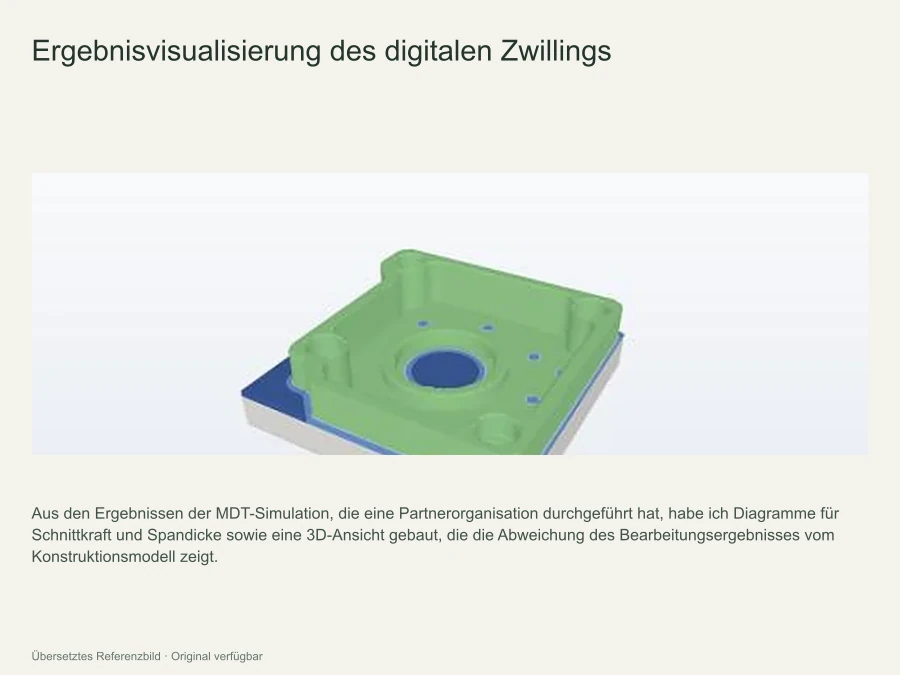 Ergebnisvisualisierung des digitalen Zwillings
Aus den Ergebnissen der MDT-Simulation, die eine Partnerorganisation durchgeführt hat, habe ich Diagramme für
Schnittkraft und Spandicke sowie eine 3D-Ansicht gebaut, die die Abweichung des Bearbeitungsergebnisses vom
Konstruktionsmodell zeigt.
Übersetztes Referenzbild · Original verfügbar